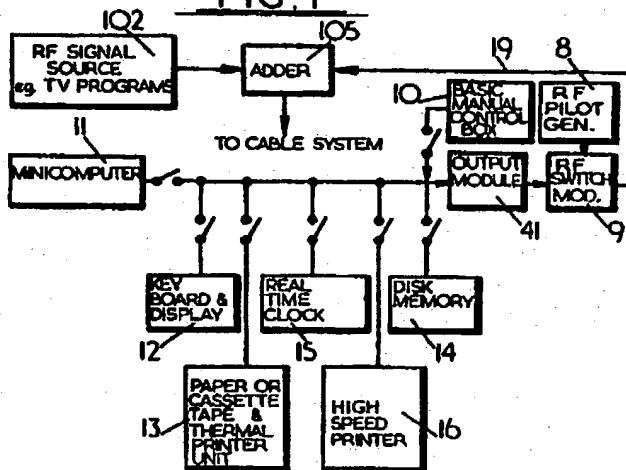 FIG. 1
102
RF SIGNAL
SOURCE
eg. TV PROGRAMS
105
ADDER
19
8
10
BASIC
MANUAL
CONTROL
BOX
RF
PILOT
GEN.
TO CABLE SYSTEM
11
MINICOMPUTER
OUTPUT
MODULE
41
RF
SWITCH
MOD.
9
KEY
BOARD &
DISPLAY
12
REAL
TIME
CLOCK
15
DISK
MEMORY
14
PAPER OR
CASSETTE
TAPE &
THERMAL
PRINTER
UNIT
13
HIGH
SPEED
PRINTER
16